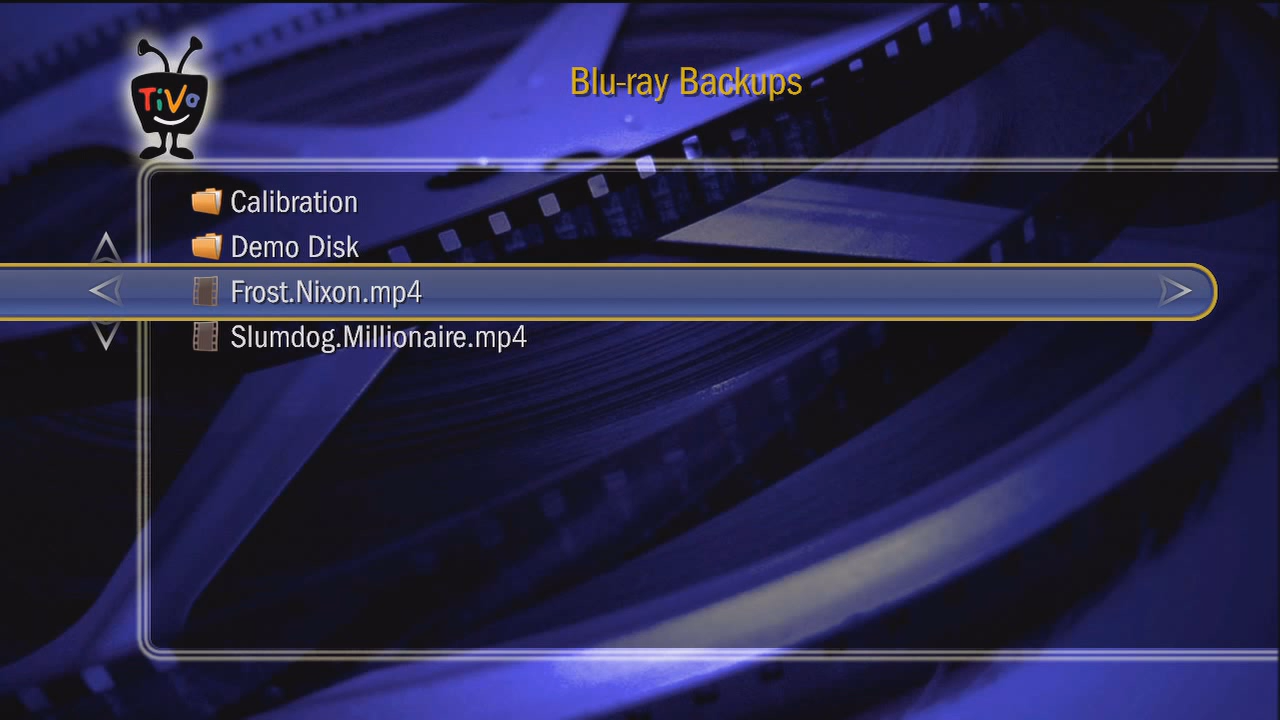 TiVo
Blu-ray Backups
Calibration
Demo Disk
Frost.Nixon.mp4
Slumdog.Millionaire.mp4